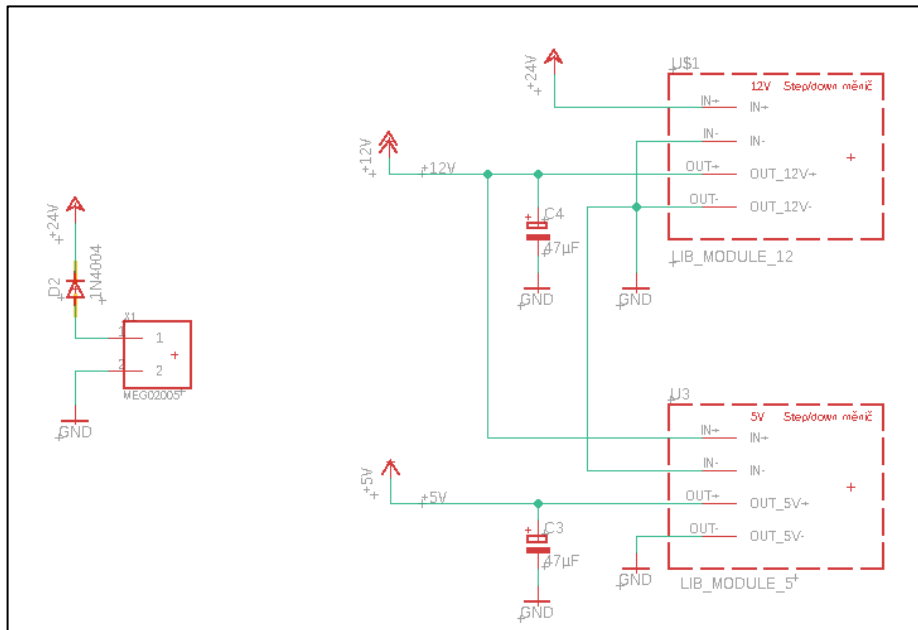 +24V
D2
1N4004
X1
1
1
2
2
MEG02005
GND
+24V
+12V
+12V
C4
47µF
GND
GND
U$1
12V Step/down měnič
IN+ IN+
IN- IN-
OUT+ OUT_12V+
OUT- OUT_12V-
LIB_MODULE_12
+5V
+5V
C3
47µF
GND
GND
U3
5V Step/down měnič
IN+ IN+
IN- IN-
OUT+ OUT_5V+
OUT- OUT_5V-
LIB_MODULE_5